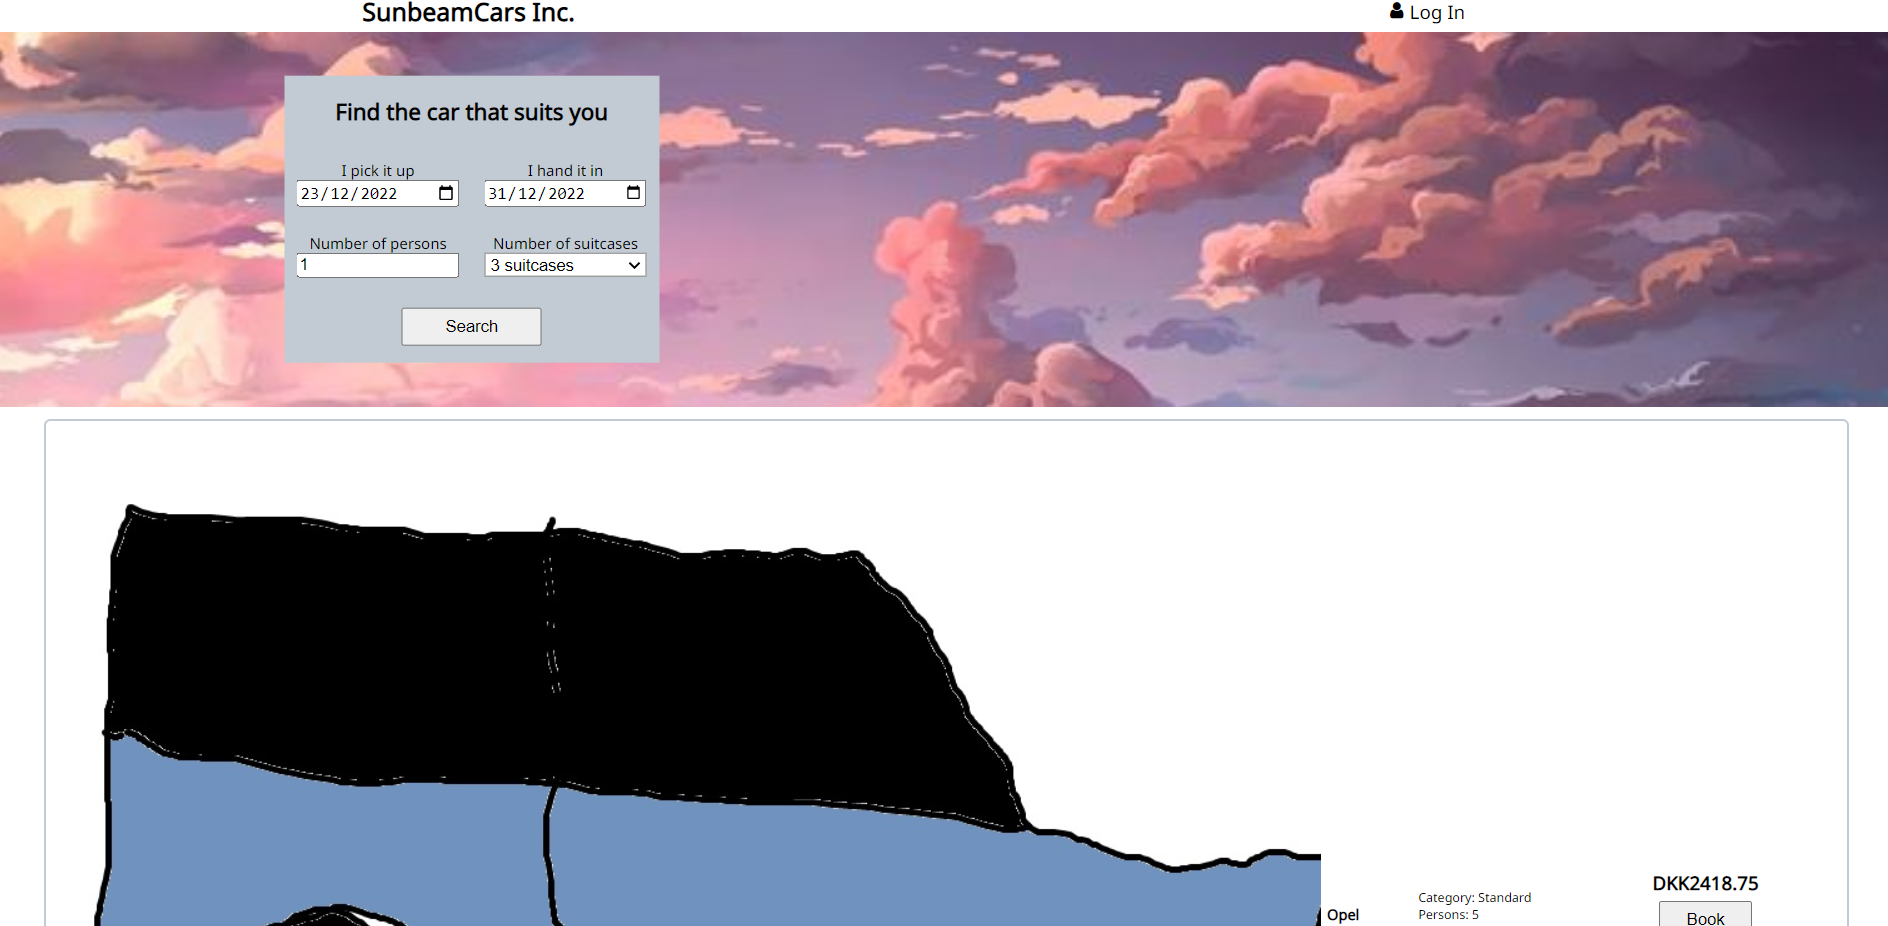 SunbeamCars Inc.
Log In
Find the car that suits you
I pick it up
I hand it in
23/12/2022
31/12/2022
Number of persons
Number of suitcases
1
3 suitcases
Search
DKK2418.75
Category: Standard
Opel
Persons: 5
Book